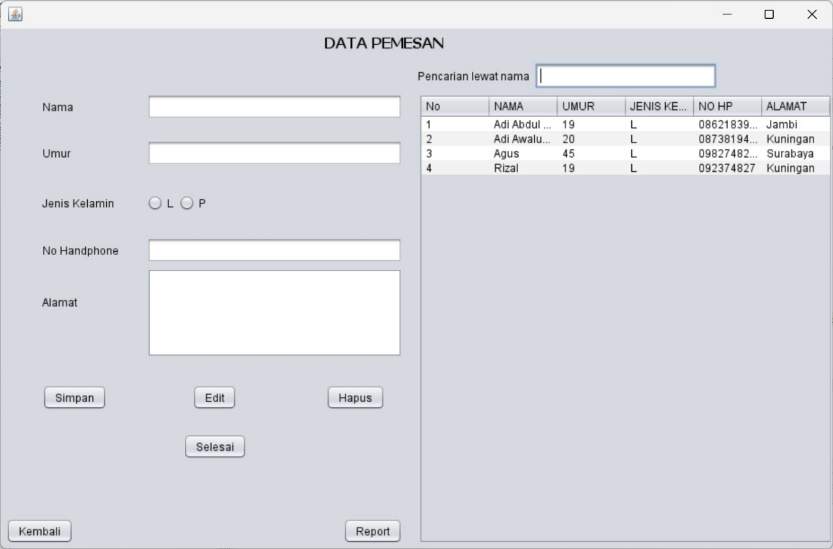 DATA PEMESAN
Pencarian lewat nama
Nama
Umur
Jenis Kelamin L P
No Handphone
Alamat
Simpan Edit Hapus
Selesai
Kembali Report
No NAMA UMUR JENIS KE... NO HP ALAMAT
1 Adi Abdul ... 19 L 08621839... Jambi
2 Adi Awalu... 20 L 08738194... Kuningan
3 Agus 45 L 09827482... Surabaya
4 Rizal 19 L 092374827 Kuningan